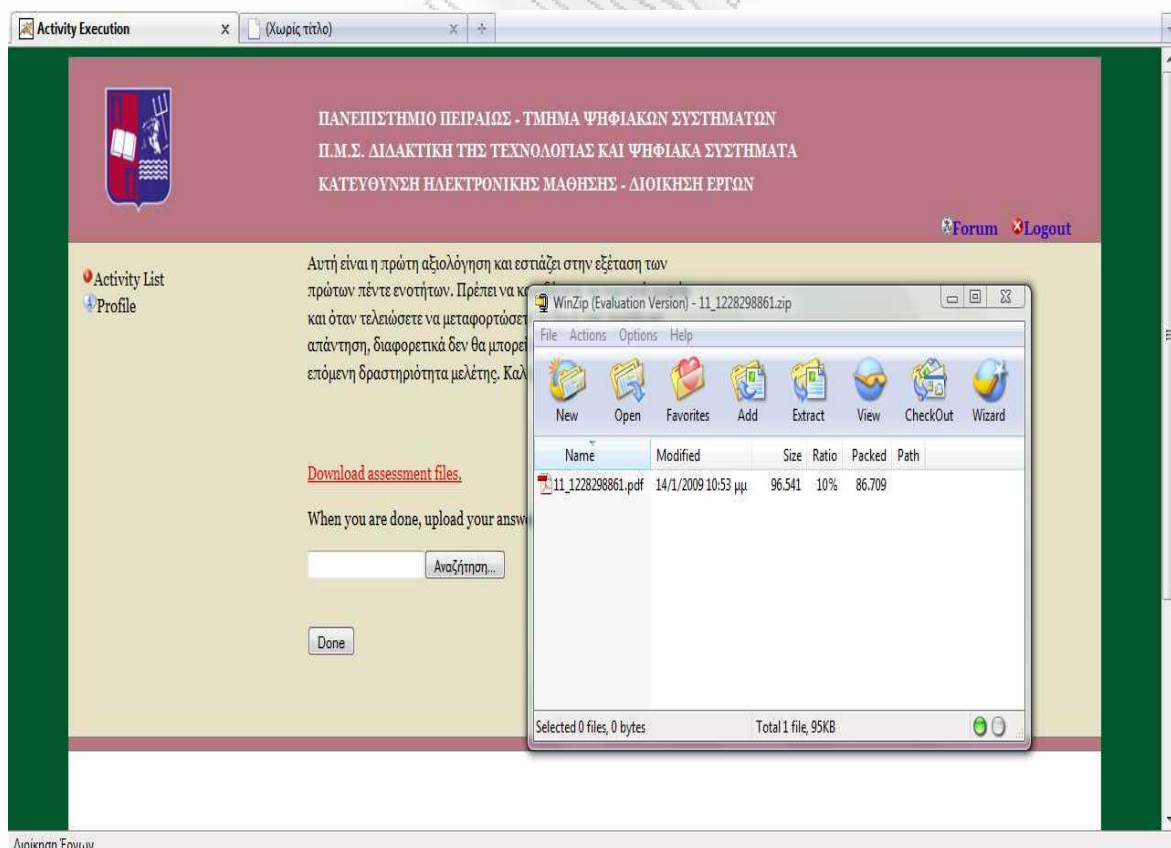 Activity Execution x
(Χωρίς τίτλο) x
ΠΑΝΕΠΙΣΤΗΜΙΟ ΠΕΙΡΑΙΩΣ - ΤΜΗΜΑ ΨΗΦΙΑΚΩΝ ΣΥΣΤΗΜΑΤΩΝ
Π.Μ.Σ. ΔΙΔΑΚΤΙΚΗ ΤΗΣ ΤΕΧΝΟΛΟΓΙΑΣ ΚΑΙ ΨΗΦΙΑΚΑ ΣΥΣΤΗΜΑΤΑ
ΚΑΤΕΥΘΥΝΣΗ ΗΛΕΚΤΡΟΝΙΚΗΣ ΜΑΘΗΣΗΣ - ΔΙΟΙΚΗΣΗ ΕΡΓΩΝ
Forum Logout
Activity List
Profile
Αυτή είναι η πρώτη αξιολόγηση και εστιάζει στην εξέταση των
πρώτων πέντε ενοτήτων. Πρέπει να
και όταν τελειώσετε να μεταφορτώσετ
απάντηση, διαφορετικά δεν θα μπορεί
επόμενη δραστηριότητα μελέτης. Καλ
Download assessment files.
When you are done, upload your answ
Αναζήτηση...
Done
WinZip (Evaluation Version) - 11_1228298861.zip
File Actions Options Help
New Open Favorites Add Extract View CheckOut Wizard
Name Modified Size Ratio Packed Path
11_1228298861.pdf 14/1/2009 10:53 μμ 96.541 10% 86.709
Selected 0 files, 0 bytes Total 1 file, 95KB
Διοίκηση Έργων